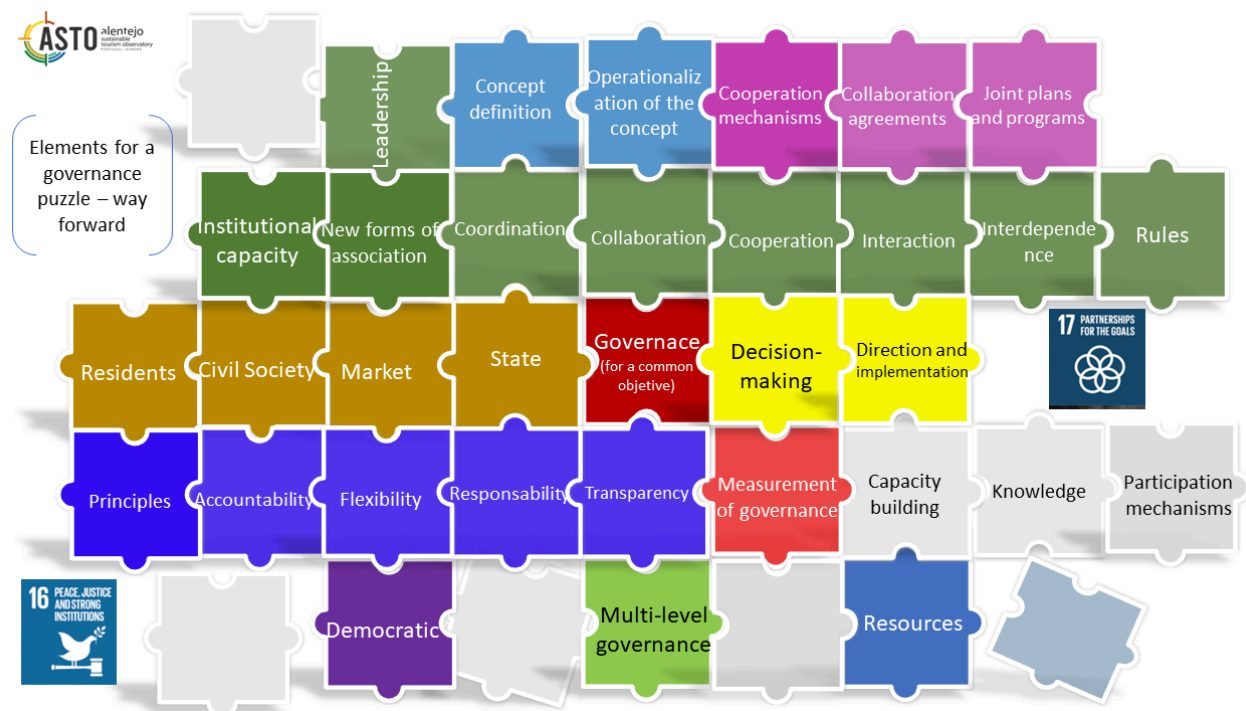 ASTO
alentejo
sustainable
tourism observatory
PORTUGAL · EUROPE
Elements for a
governance
puzzle – way
forward
Leadership
Concept
definition
Operationaliz
ation of the
concept
Cooperation
mechanisms
Collaboration
agreements
Joint plans
and programs
Institutional
capacity
New forms of
association
Coordination
Collaboration
Cooperation
Interaction
Interdepende
nce
Rules
Residents
Civil Society
Market
State
Governace
(for a common
objetive)
Decision-
making
Direction and
implementation
17 PARTNERSHIPS
FOR THE GOALS
Principles
Accountability
Flexibility
Responsability
Transparency
Measurement
of governance
Capacity
building
Knowledge
Participation
mechanisms
16 PEACE, JUSTICE
AND STRONG
INSTITUTIONS
Democratic
Multi-level
governance
Resources